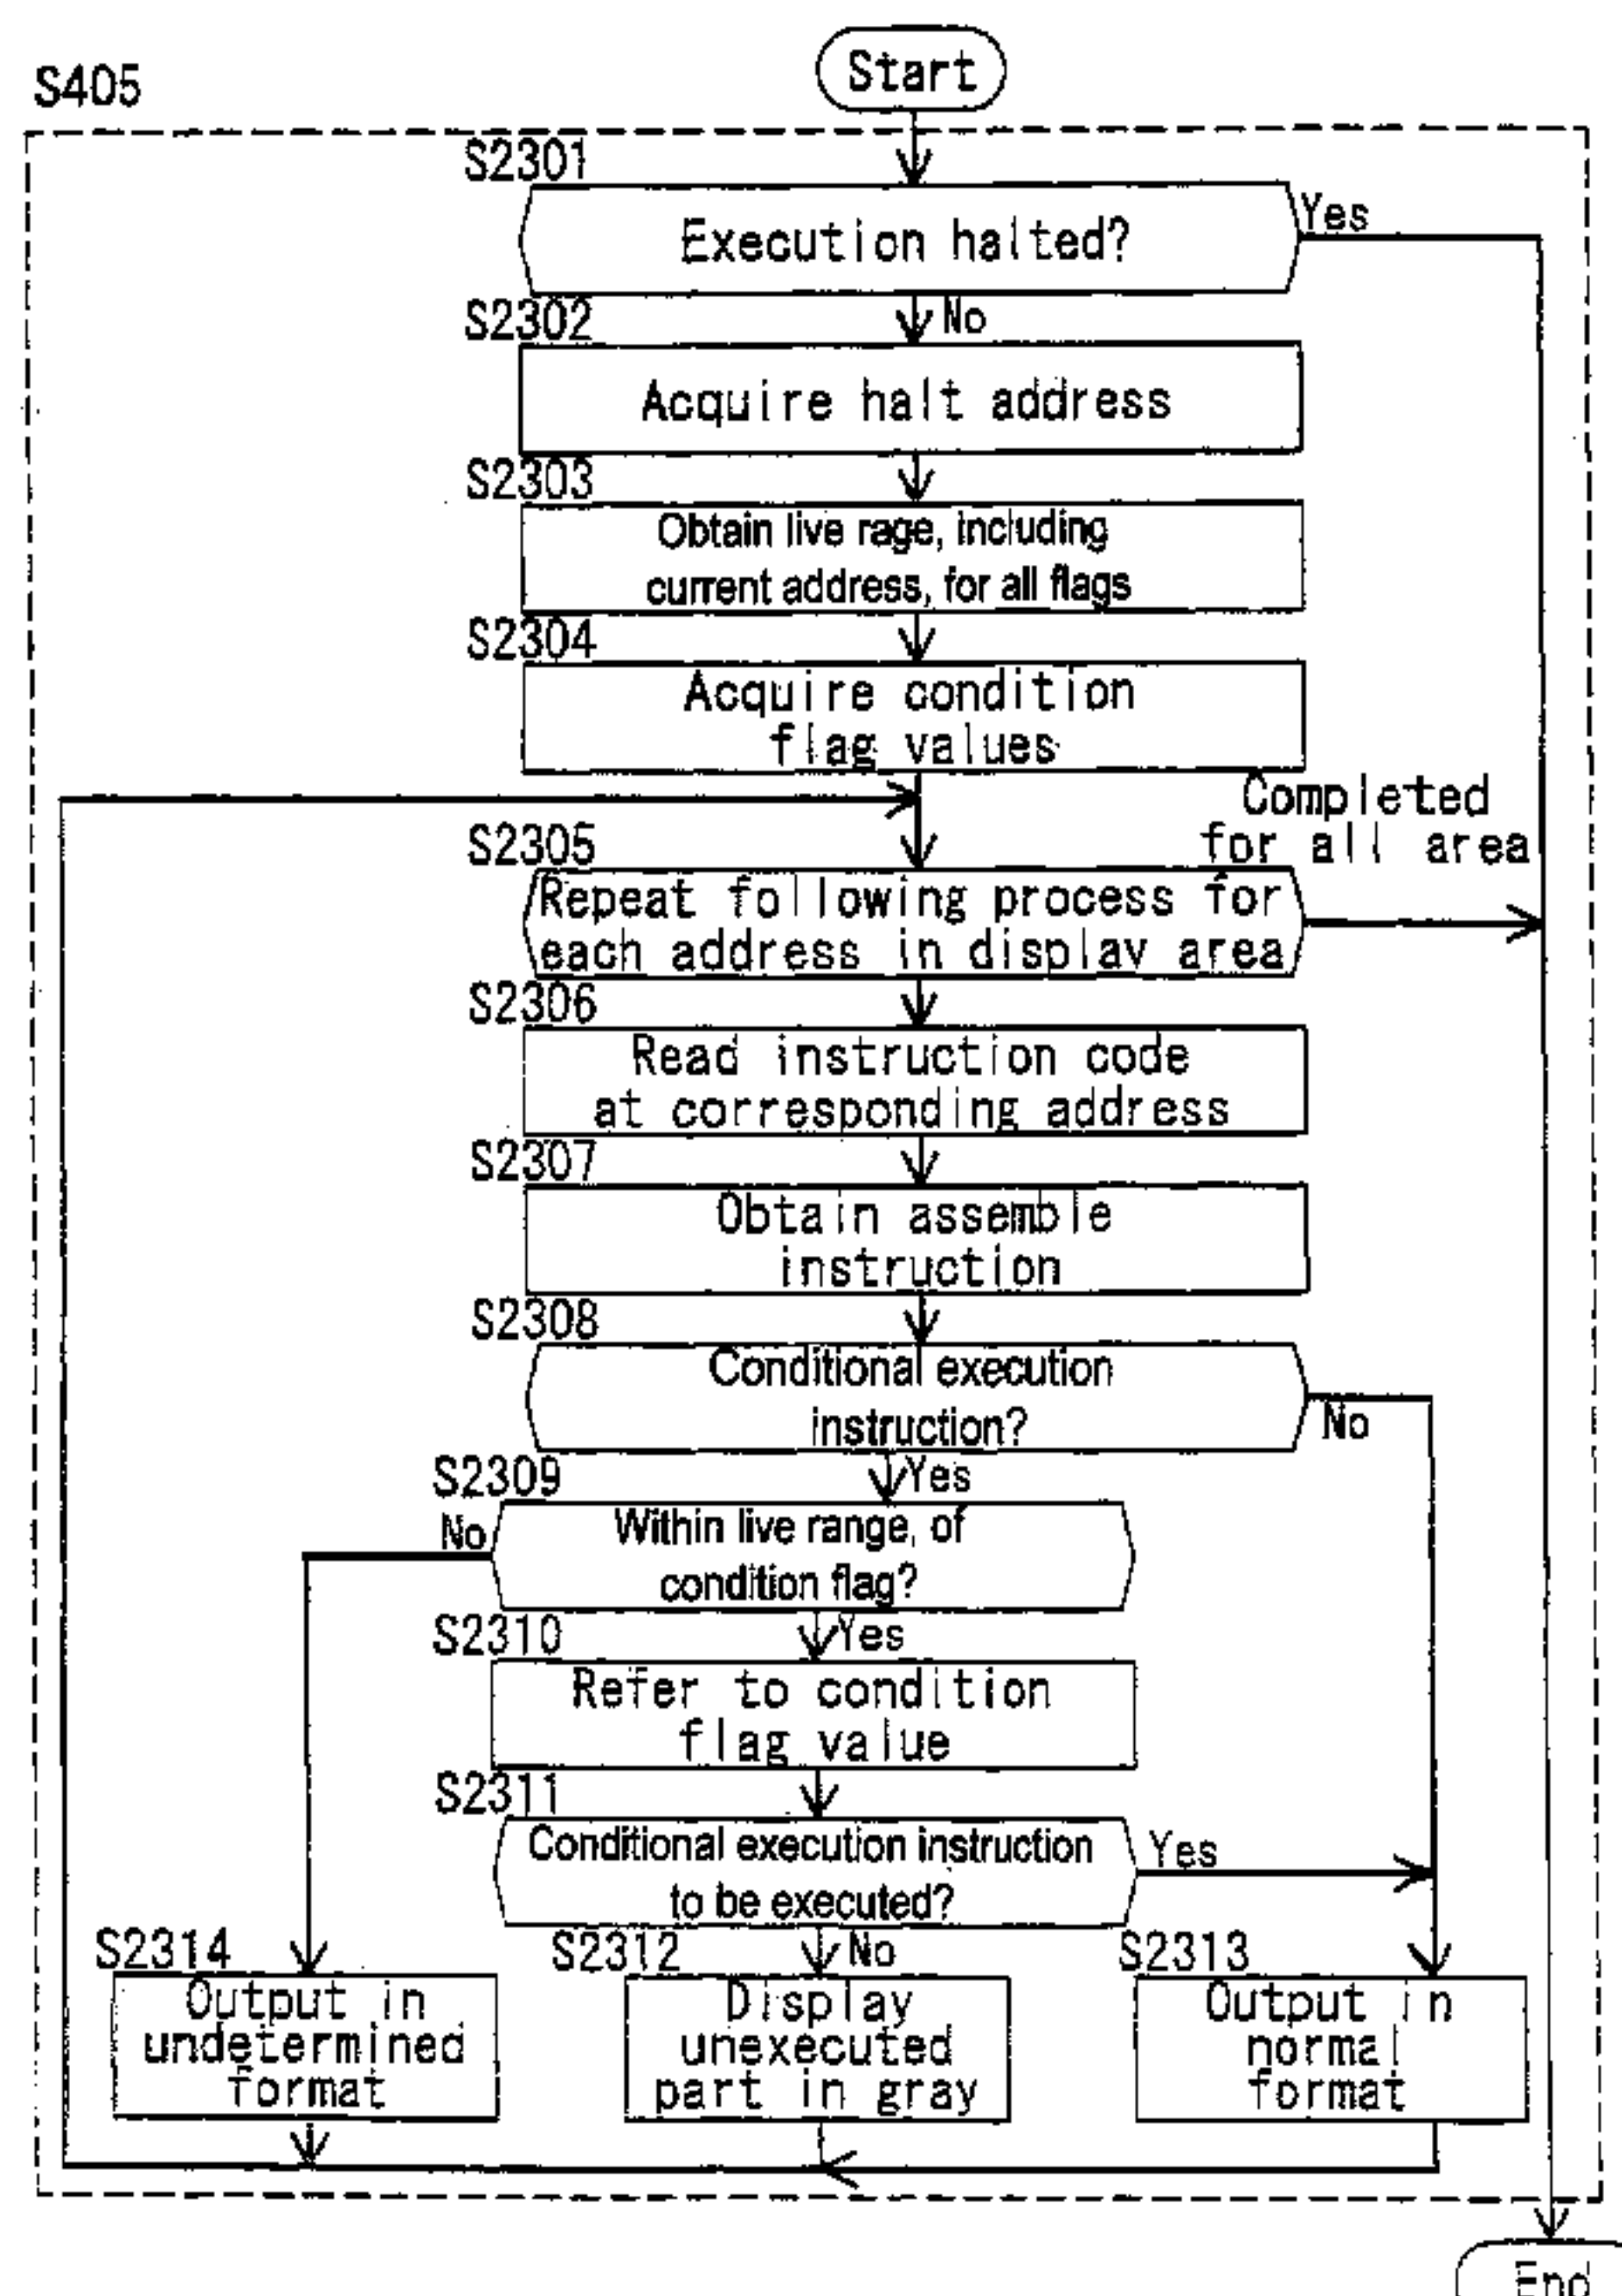 Start
S405
S2301
Execution halted?
Yes
No
S2302
Acquire halt address
S2303
Obtain live rage, including
current address, for all flags
S2304
Acquire condition
flag values
Completed
for all area
S2305
Repeat following process for
each address in display area
S2306
Read instruction code
at corresponding address
S2307
Obtain assemble
instruction
S2308
Conditional execution
instruction?
No
Yes
S2309
No
Within live range, of
condition flag?
Yes
S2310
Refer to condition
flag value
S2311
Conditional execution instruction
to be executed?
Yes
No
S2314
Output in
undetermined
format
S2312
Display
unexecuted
part in gray
S2313
Output in
normal
format
End